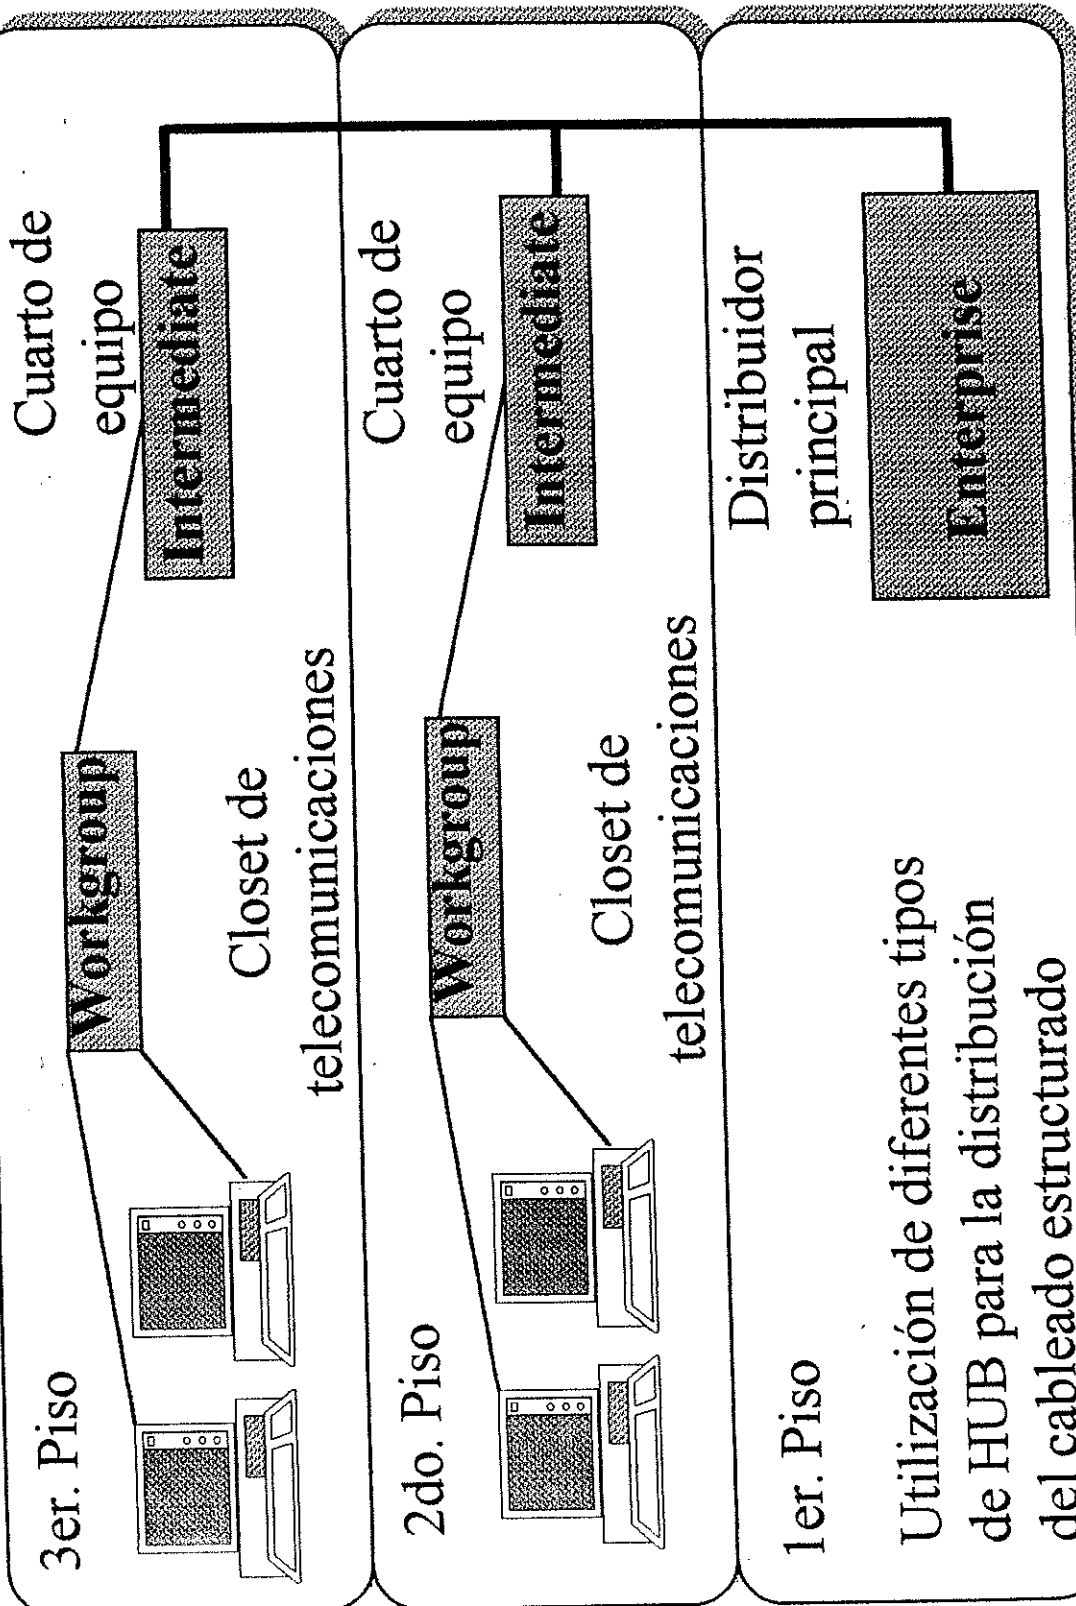 3er. Piso
Workgroup
Closet de
telecomunicaciones
Cuarto de
equipo
Intermediate
2do. Piso
Workgroup
Closet de
telecomunicaciones
Cuarto de
equipo
Intermediate
1er. Piso
Distribuidor
principal
Enterprise
Utilización de diferentes tipos
de HUB para la distribución
del cableado estructurado